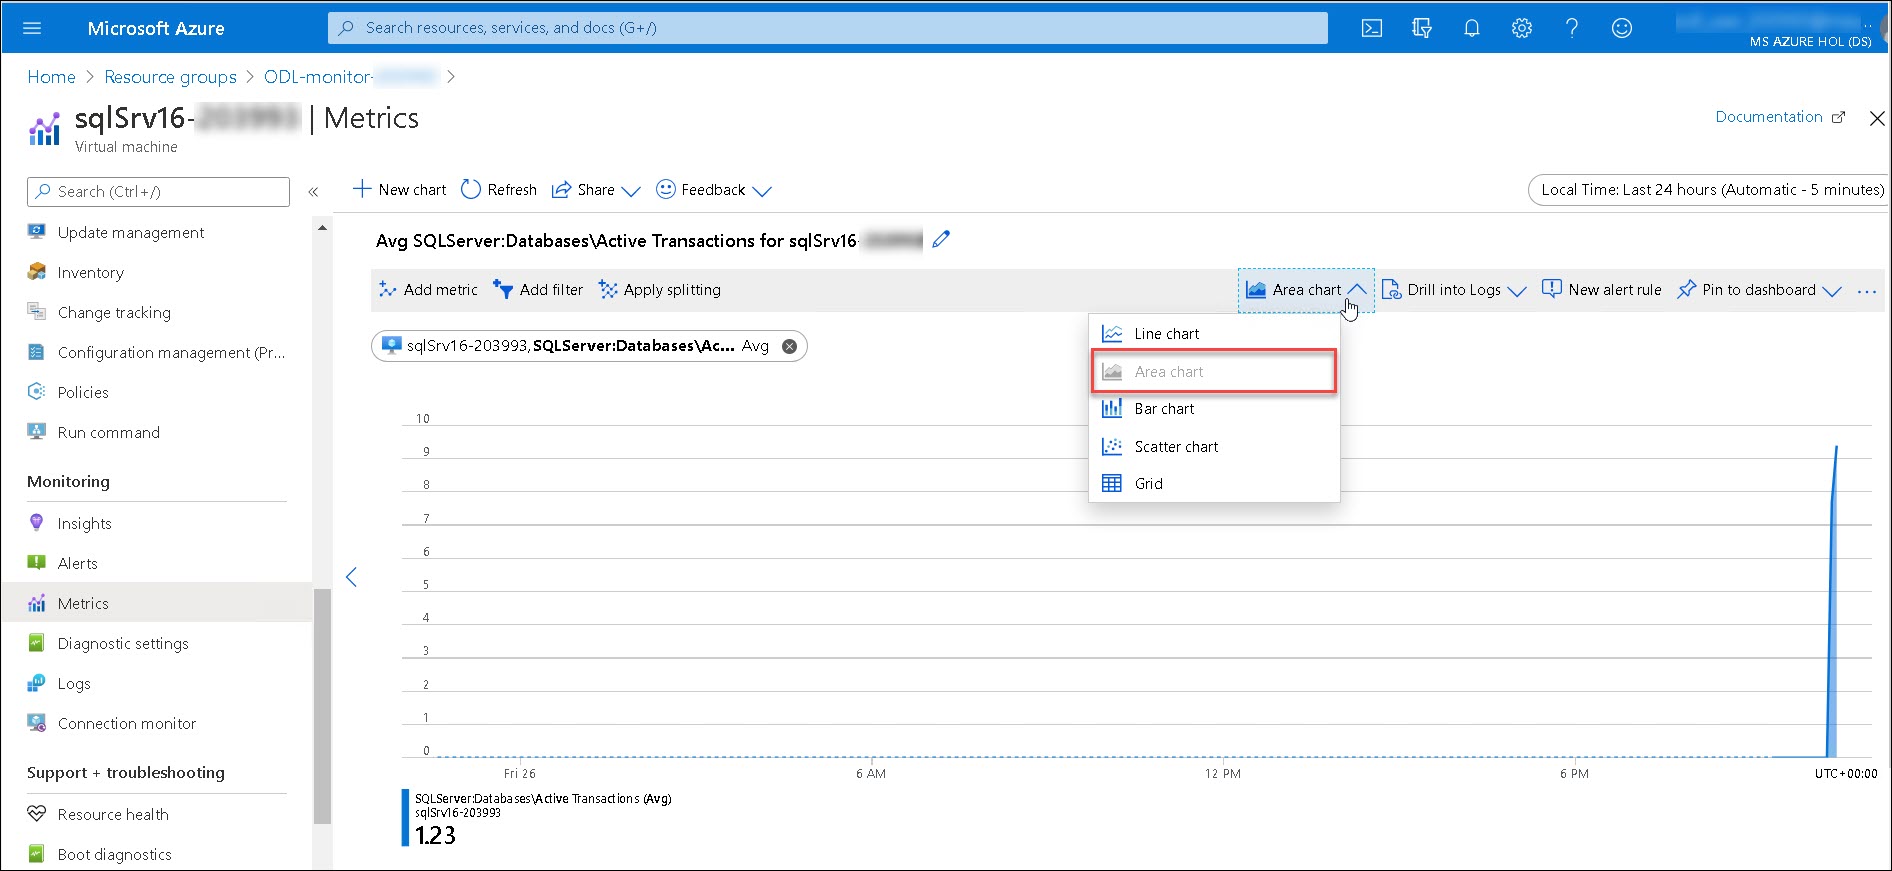 Microsoft Azure
Search resources, services, and docs (G+/)
MS AZURE HOL (DS)
Home > Resource groups > ODL-monitor- >
sqlSrv16- | Metrics
Virtual machine
Documentation
Search (Ctrl+/)
«
New chart Refresh Share Feedback
Local Time: Last 24 hours (Automatic - 5 minutes)
Update management
Inventory
Change tracking
Configuration management (Pr...
Policies
Run command
Monitoring
Insights
Alerts
Metrics
Diagnostic settings
Logs
Connection monitor
Support + troubleshooting
Resource health
Boot diagnostics
Avg SQLServer:Databases\Active Transactions for sqlSrv16-
Add metric Add filter Apply splitting Area chart Drill into Logs New alert rule Pin to dashboard ...
sqlSrv16-203993, SQLServer:Databases\Ac... Avg
Line chart
Area chart
Bar chart
Scatter chart
Grid
10
9
8
7
6
5
4
3
2
1
0
Fri 26 6 AM 12 PM 6 PM UTC+00:00
SQLServer:Databases\Active Transactions (Avg)
sqlSrv16-203993
1.23